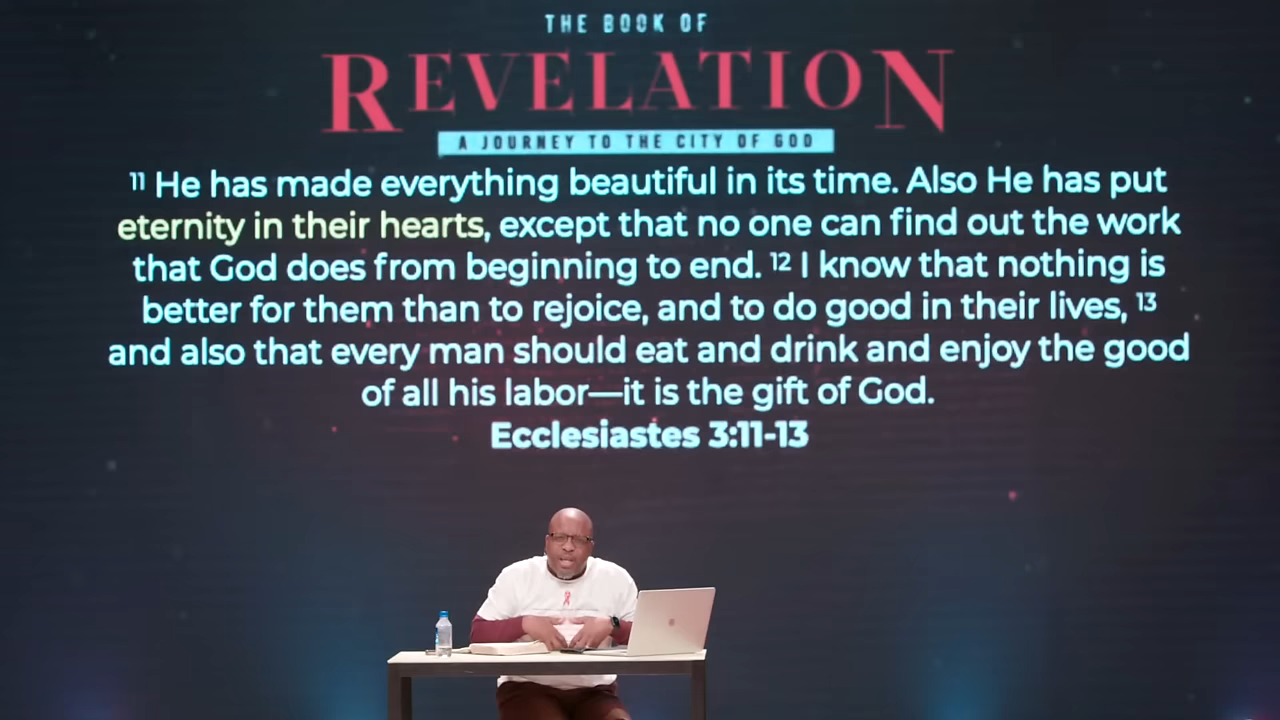 THE BOOK OF
REVELATION
A JOURNEY TO THE CITY OF GOD
¹¹ He has made everything beautiful in its time. Also He has put
eternity in their hearts, except that no one can find out the work
that God does from beginning to end. ¹² I know that nothing is
better for them than to rejoice, and to do good in their lives, ¹³
and also that every man should eat and drink and enjoy the good
of all his labor—it is the gift of God.
Ecclesiastes 3:11-13